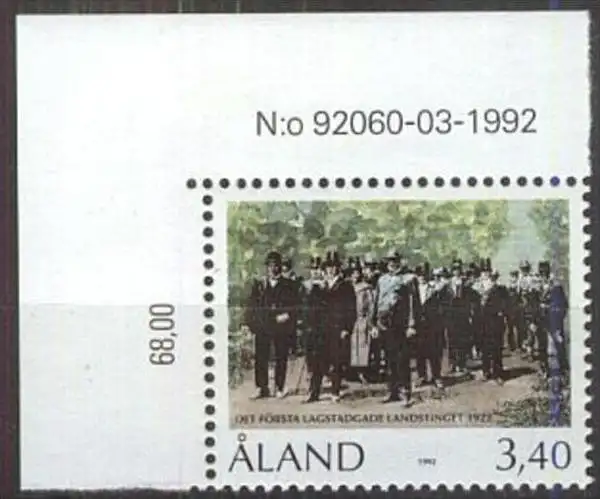 N:o 92060-03-1992
68,00
DET FÖRSTA LAGSTADGADE LANDSTINGET 1922
ÅLAND 1992 3,40